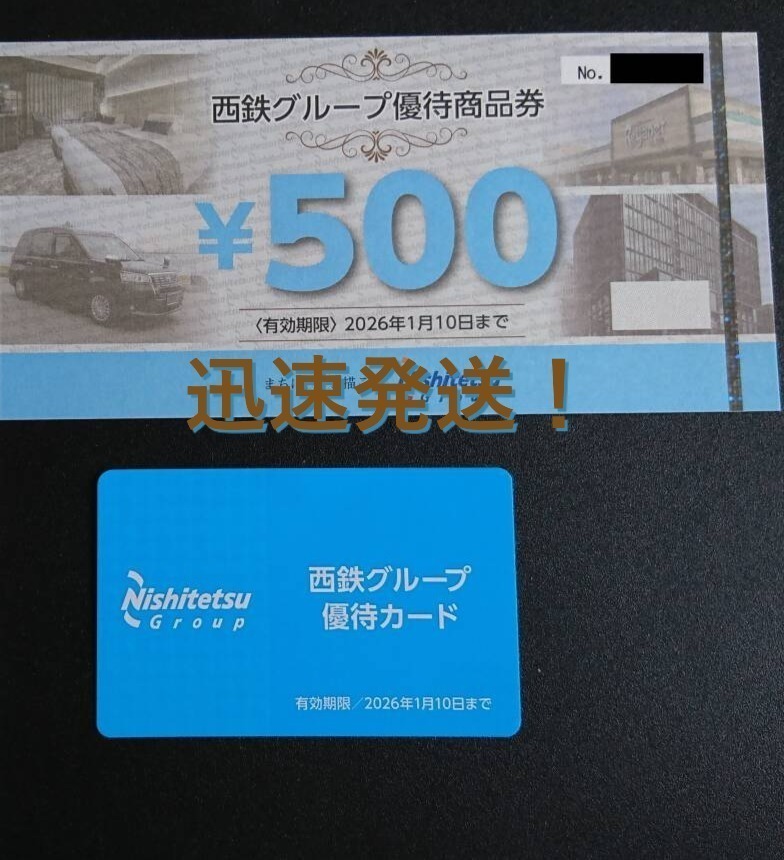 No.
西鉄グループ優待商品券
¥500
〈有効期限〉2026年1月10日まで
迅速発送！
Nishitetsu
Group
西鉄グループ
優待カード
有効期限／2026年1月10日まで